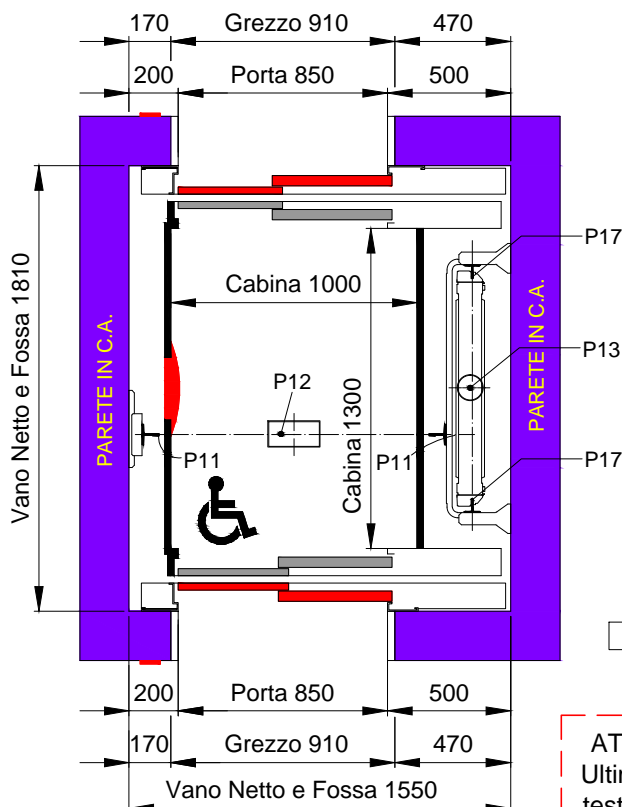 170 Grezzo 910 470
200 Porta 850 500
P17
Cabina 1000
PARETE IN C.A.
Vano Netto e Fossa 1810
P12
P13
PARETE IN C.A.
Cabina 1300
P11
P11
P17
200 Porta 850 500
170 Grezzo 910 470
Vano Netto e Fossa 1550
AT
Ultin
test